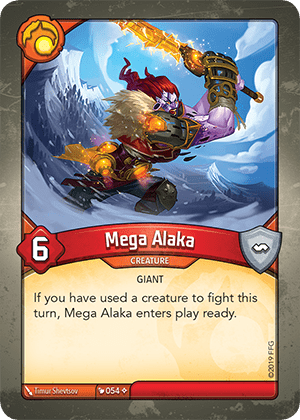 Mega Alaka
6
CREATURE
GIANT
If you have used a creature to fight this
turn, Mega Alaka enters play ready.
Timur Shevtsov
054
©2019 FFG